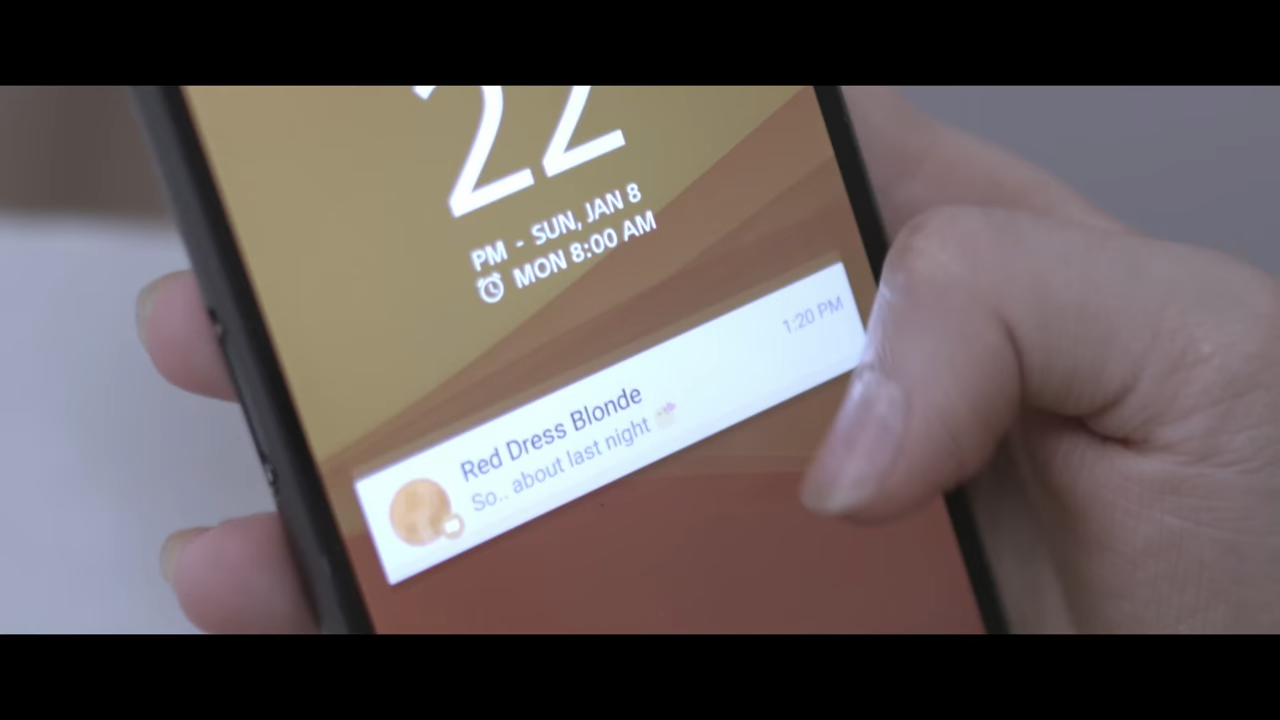 22
PM - SUN, JAN 8
MON 8:00 AM
1:20 PM
Red Dress Blonde
So.. about last night